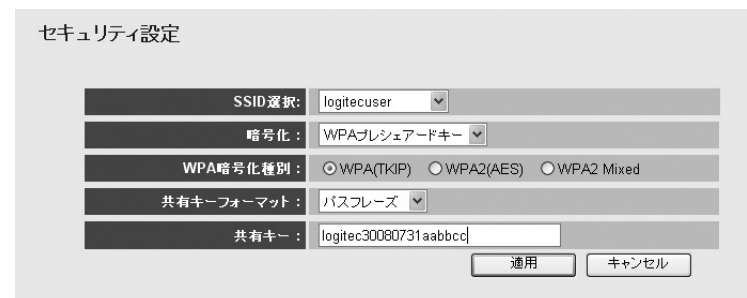 セキュリティ設定
SSID選択: logitecuser
暗号化： WPAプレシェアードキー
WPA暗号化種別： WPA(TKIP) WPA2(AES) WPA2 Mixed
共有キーフォーマット： パスフレーズ
共有キー： logitec30080731aabbcc
適用 キャンセル